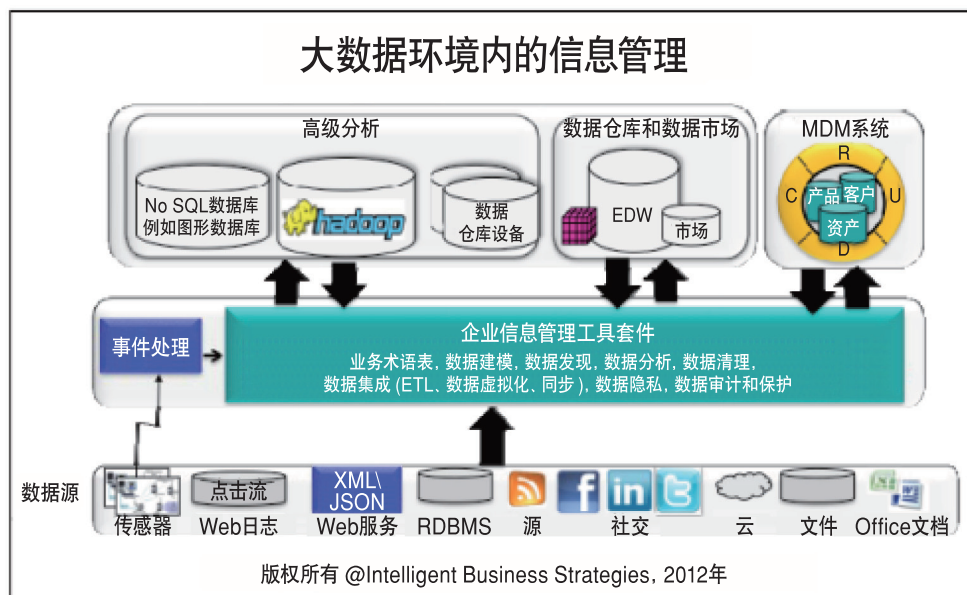 大数据环境内的信息管理
高级分析
No SQL数据库
例如图形数据库
hadoop
数据
仓库设备
数据仓库和数据市场
EDW
市场
MDM系统
R
C
U
D
产品
客户
资产
事件处理
企业信息管理工具套件
业务术语表, 数据建模, 数据发现, 数据分析, 数据清理,
数据集成 (ETL、数据虚拟化、同步), 数据隐私, 数据审计和保护
数据源
传感器
点击流
Web日志
XML\
JSON
Web服务
RDBMS
源
f
in
t
社交
云
文件
W
Office文档
版权所有 @Intelligent Business Strategies, 2012年